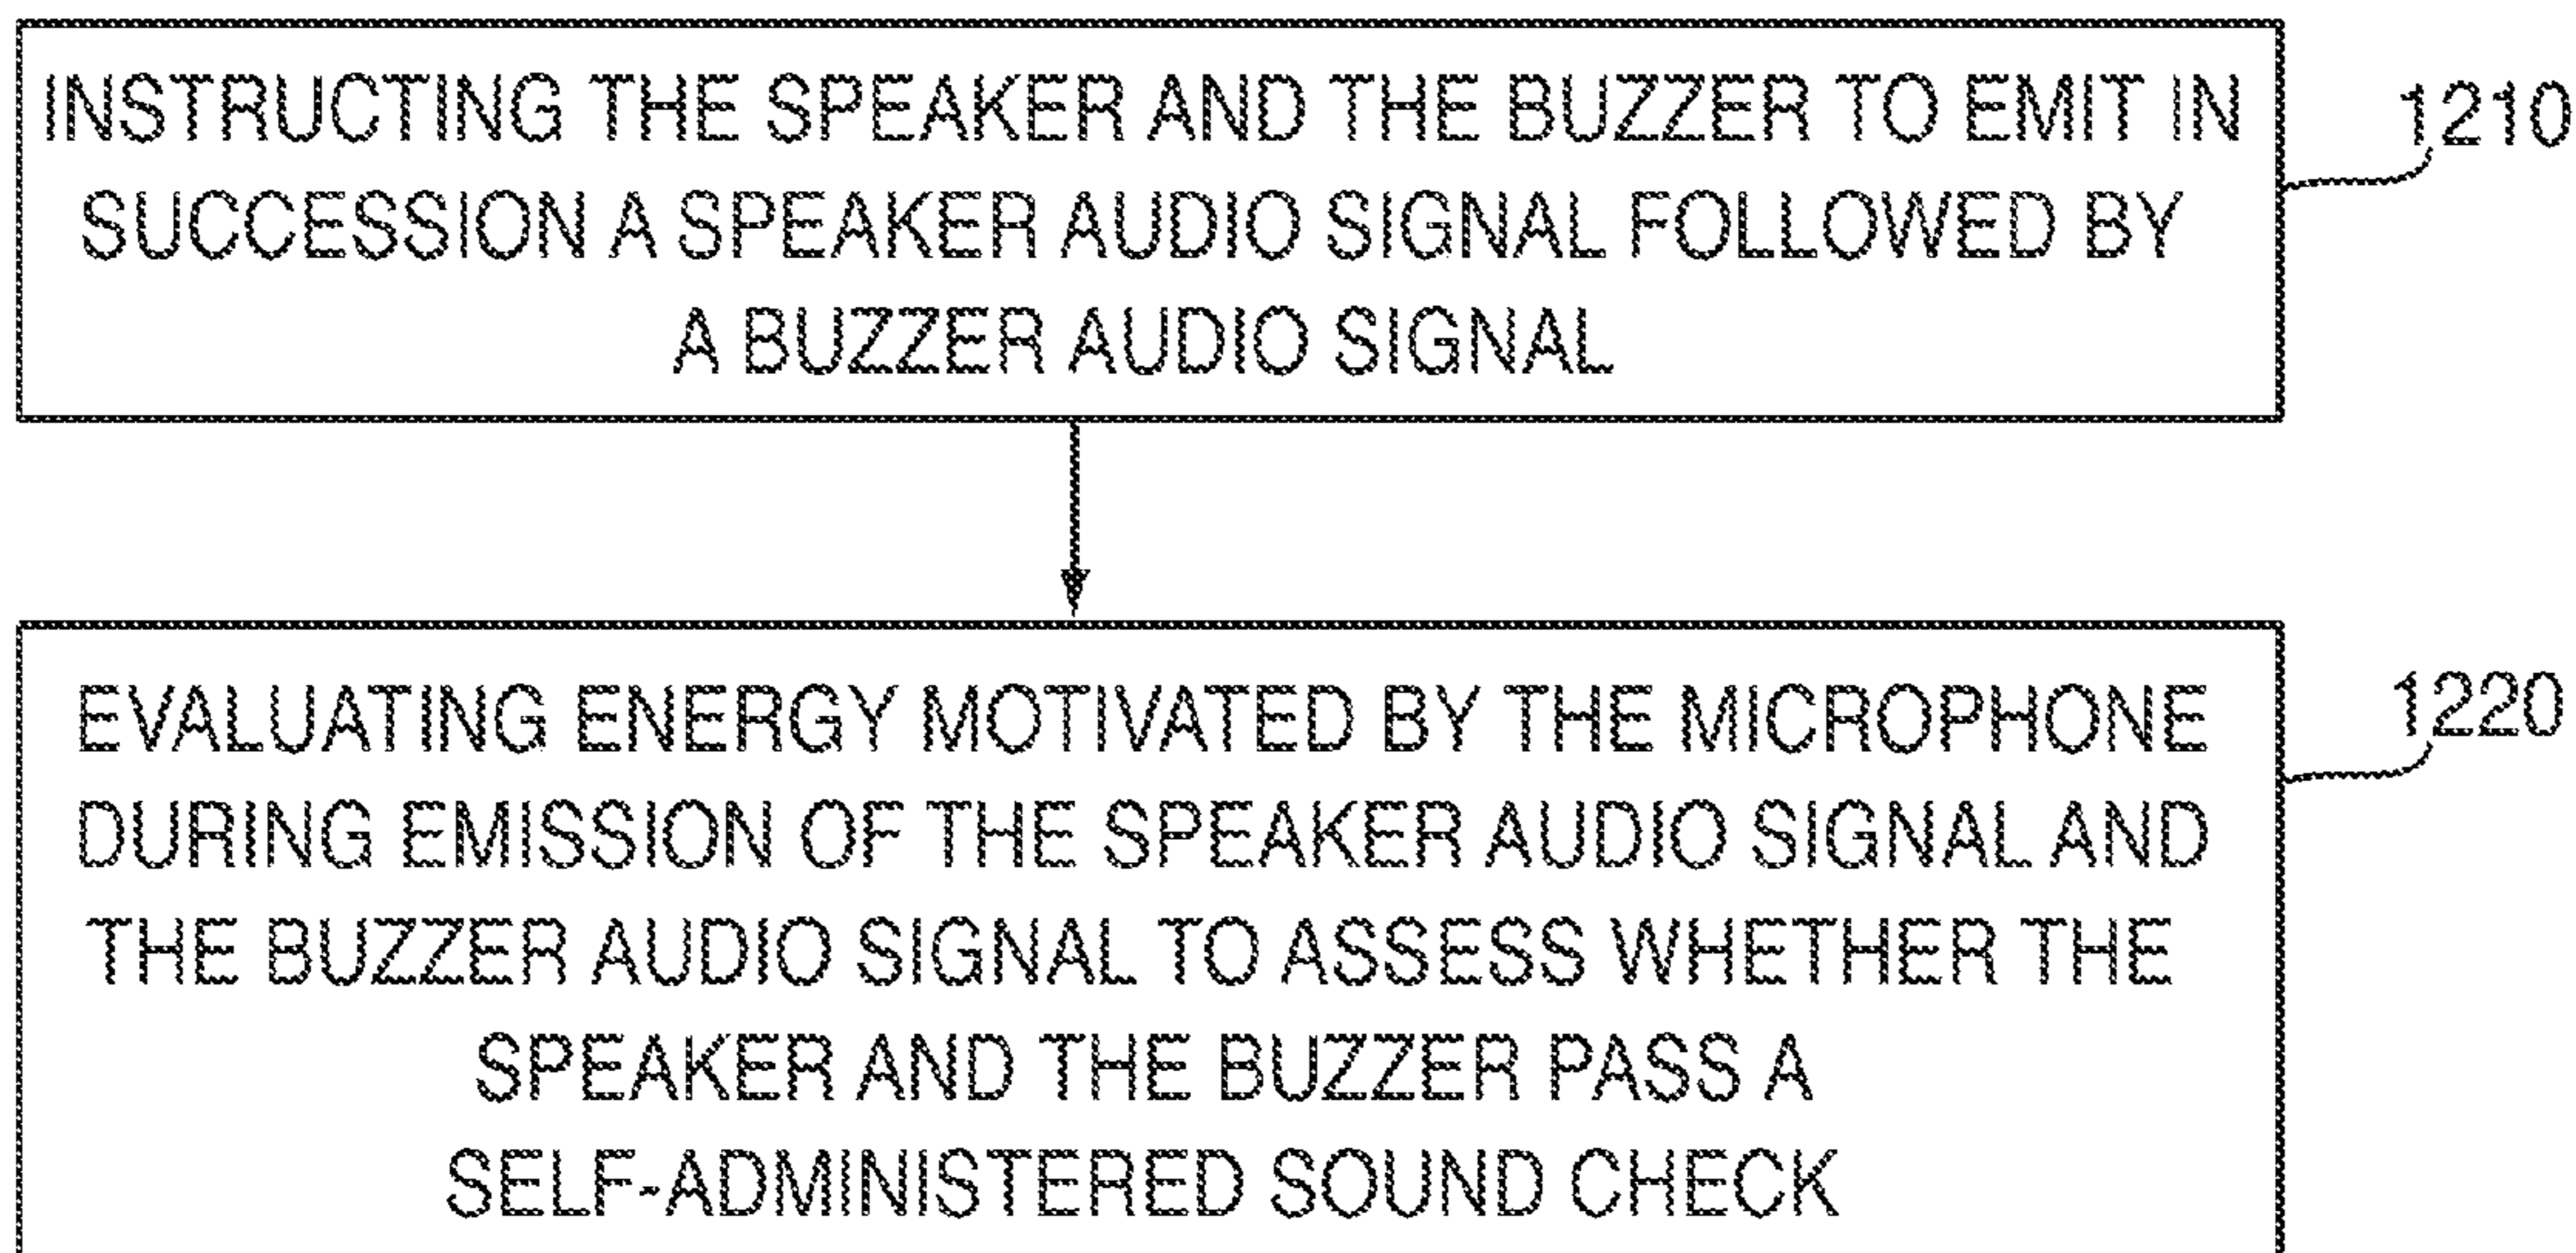 INSTRUCTING THE SPEAKER AND THE BUZZER TO EMIT IN
SUCCESSION A SPEAKER AUDIO SIGNAL FOLLOWED BY
A BUZZER AUDIO SIGNAL
1210
EVALUATING ENERGY MOTIVATED BY THE MICROPHONE
DURING EMISSION OF THE SPEAKER AUDIO SIGNAL AND
THE BUZZER AUDIO SIGNAL TO ASSESS WHETHER THE
SPEAKER AND THE BUZZER PASS A
SELF-ADMINISTERED SOUND CHECK
1220